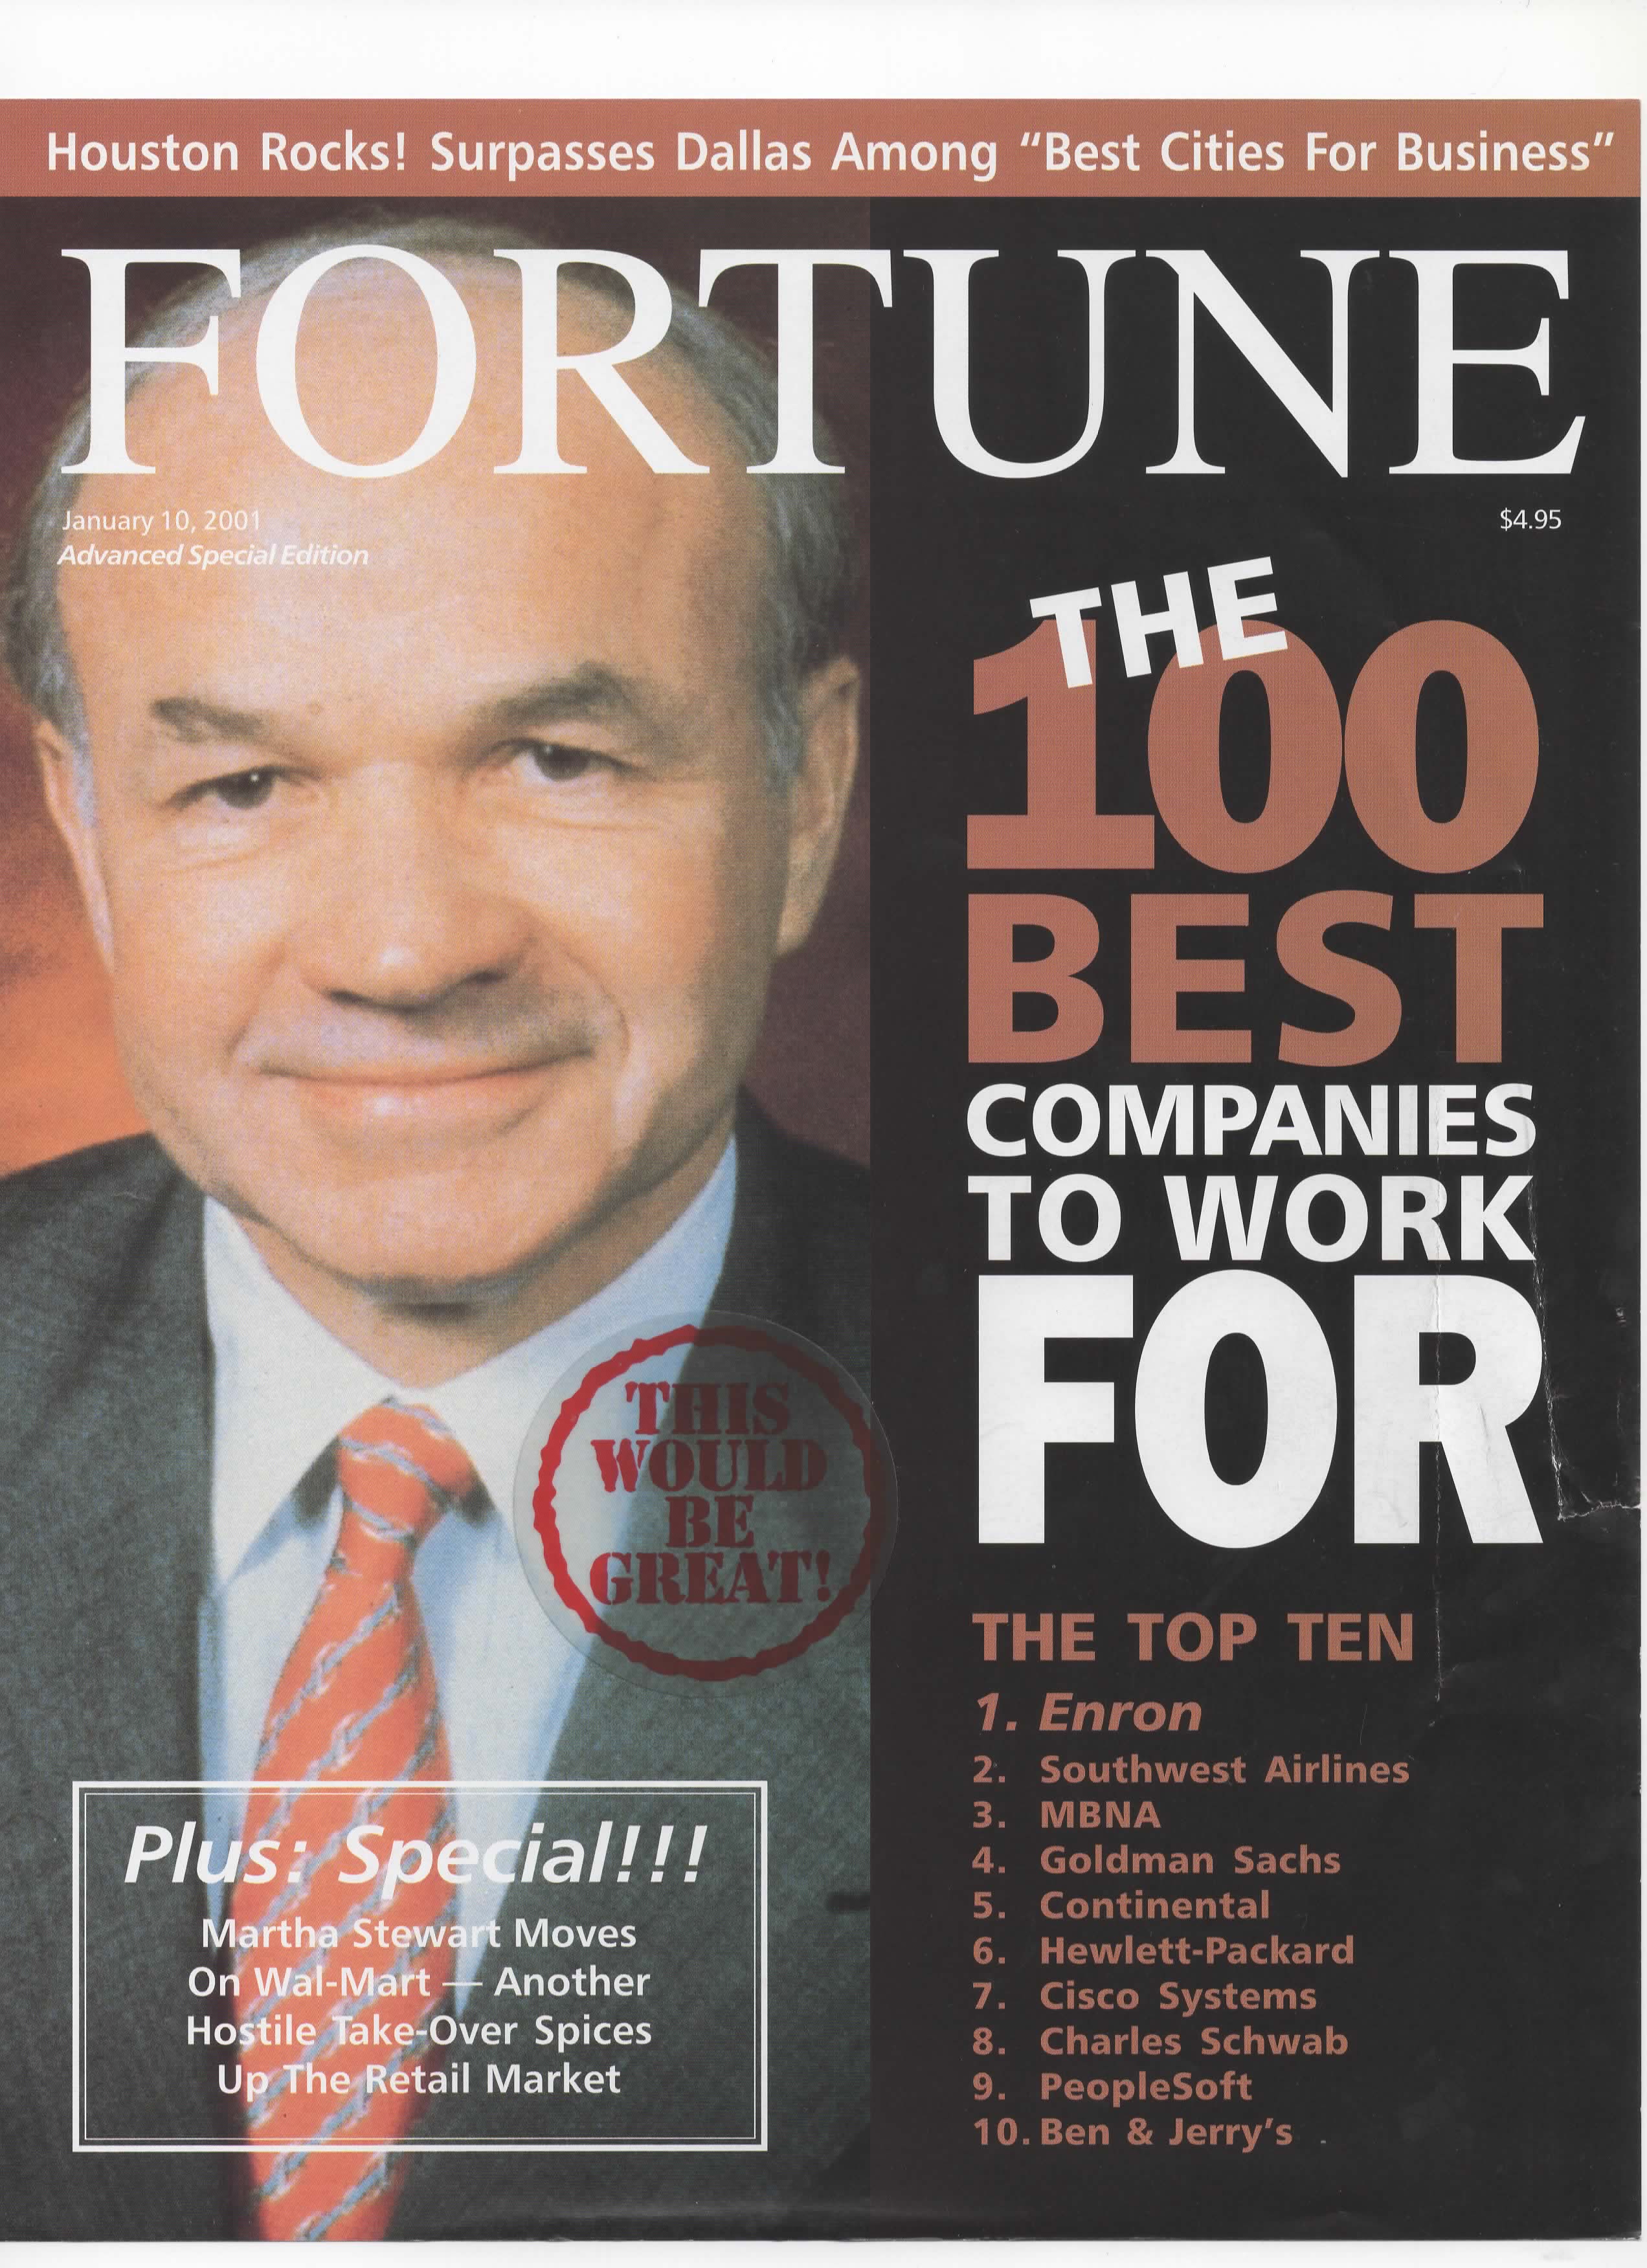 Houston Rocks! Surpasses Dallas Among “Best Cities For Business”
FORTUNE
January 10, 2001
Advanced Special Edition
$4.95
THE
100
BEST
COMPANIES
TO WORK
FOR
THIS
WOULD
BE
GREAT!
THE TOP TEN
1. Enron
2. Southwest Airlines
3. MBNA
4. Goldman Sachs
5. Continental
6. Hewlett-Packard
7. Cisco Systems
8. Charles Schwab
9. PeopleSoft
10. Ben & Jerry’s
Plus: Special!!!
Martha Stewart Moves
On Wal-Mart — Another
Hostile Take-Over Spices
Up The Retail Market